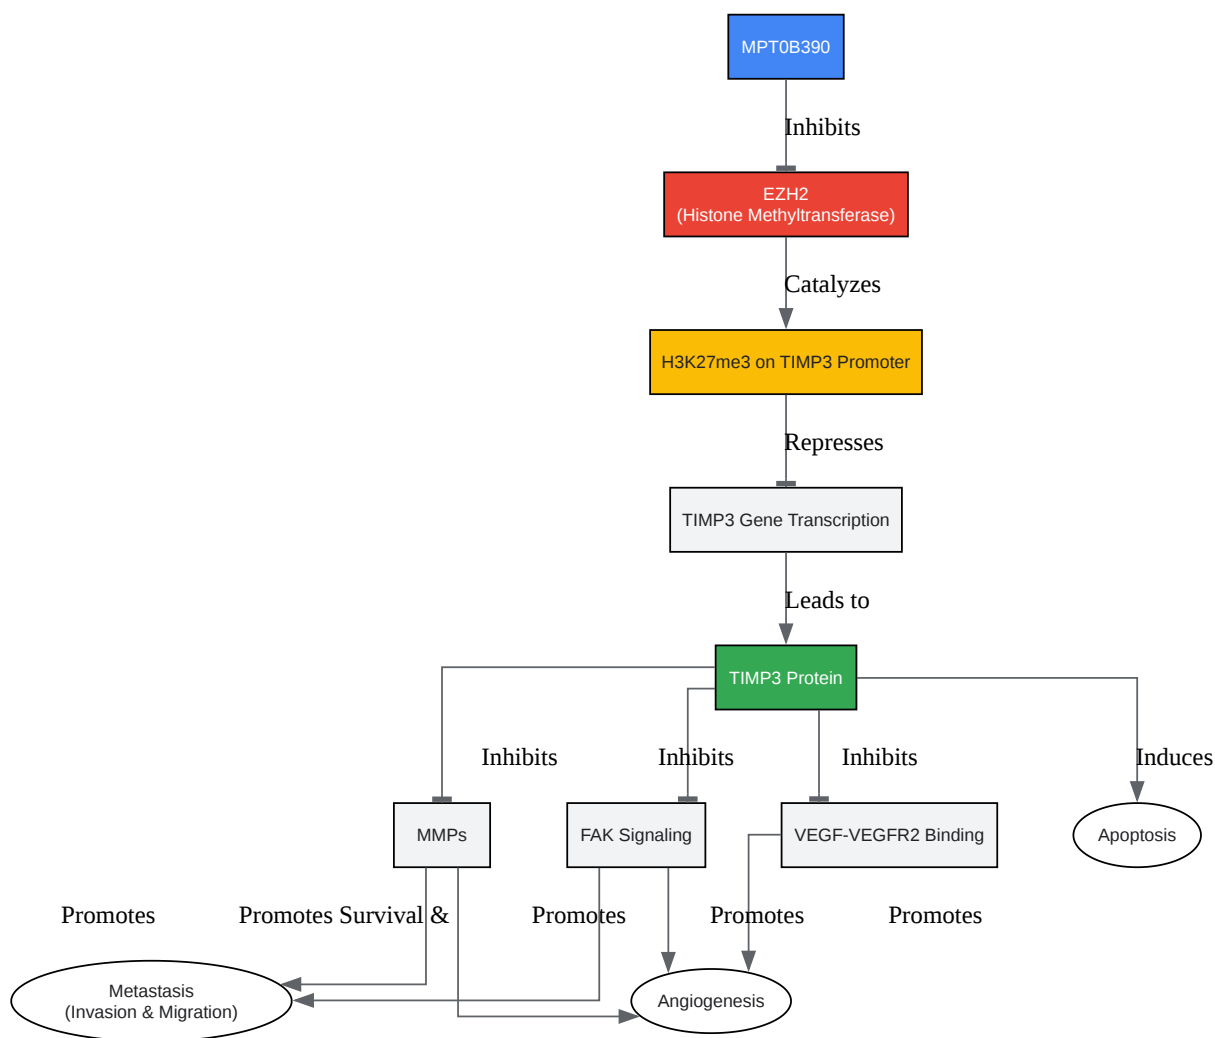 MPT0B390
Inhibits
EZH2
(Histone Methyltransferase)
Catalyzes
H3K27me3 on TIMP3 Promoter
Represses
TIMP3 Gene Transcription
Leads to
TIMP3 Protein
Inhibits
Inhibits
Inhibits
Induces
MMPs
FAK Signaling
VEGF-VEGFR2 Binding
Apoptosis
Promotes
Promotes Survival &
Promotes
Promotes
Promotes
Metastasis
(Invasion & Migration)
Angiogenesis